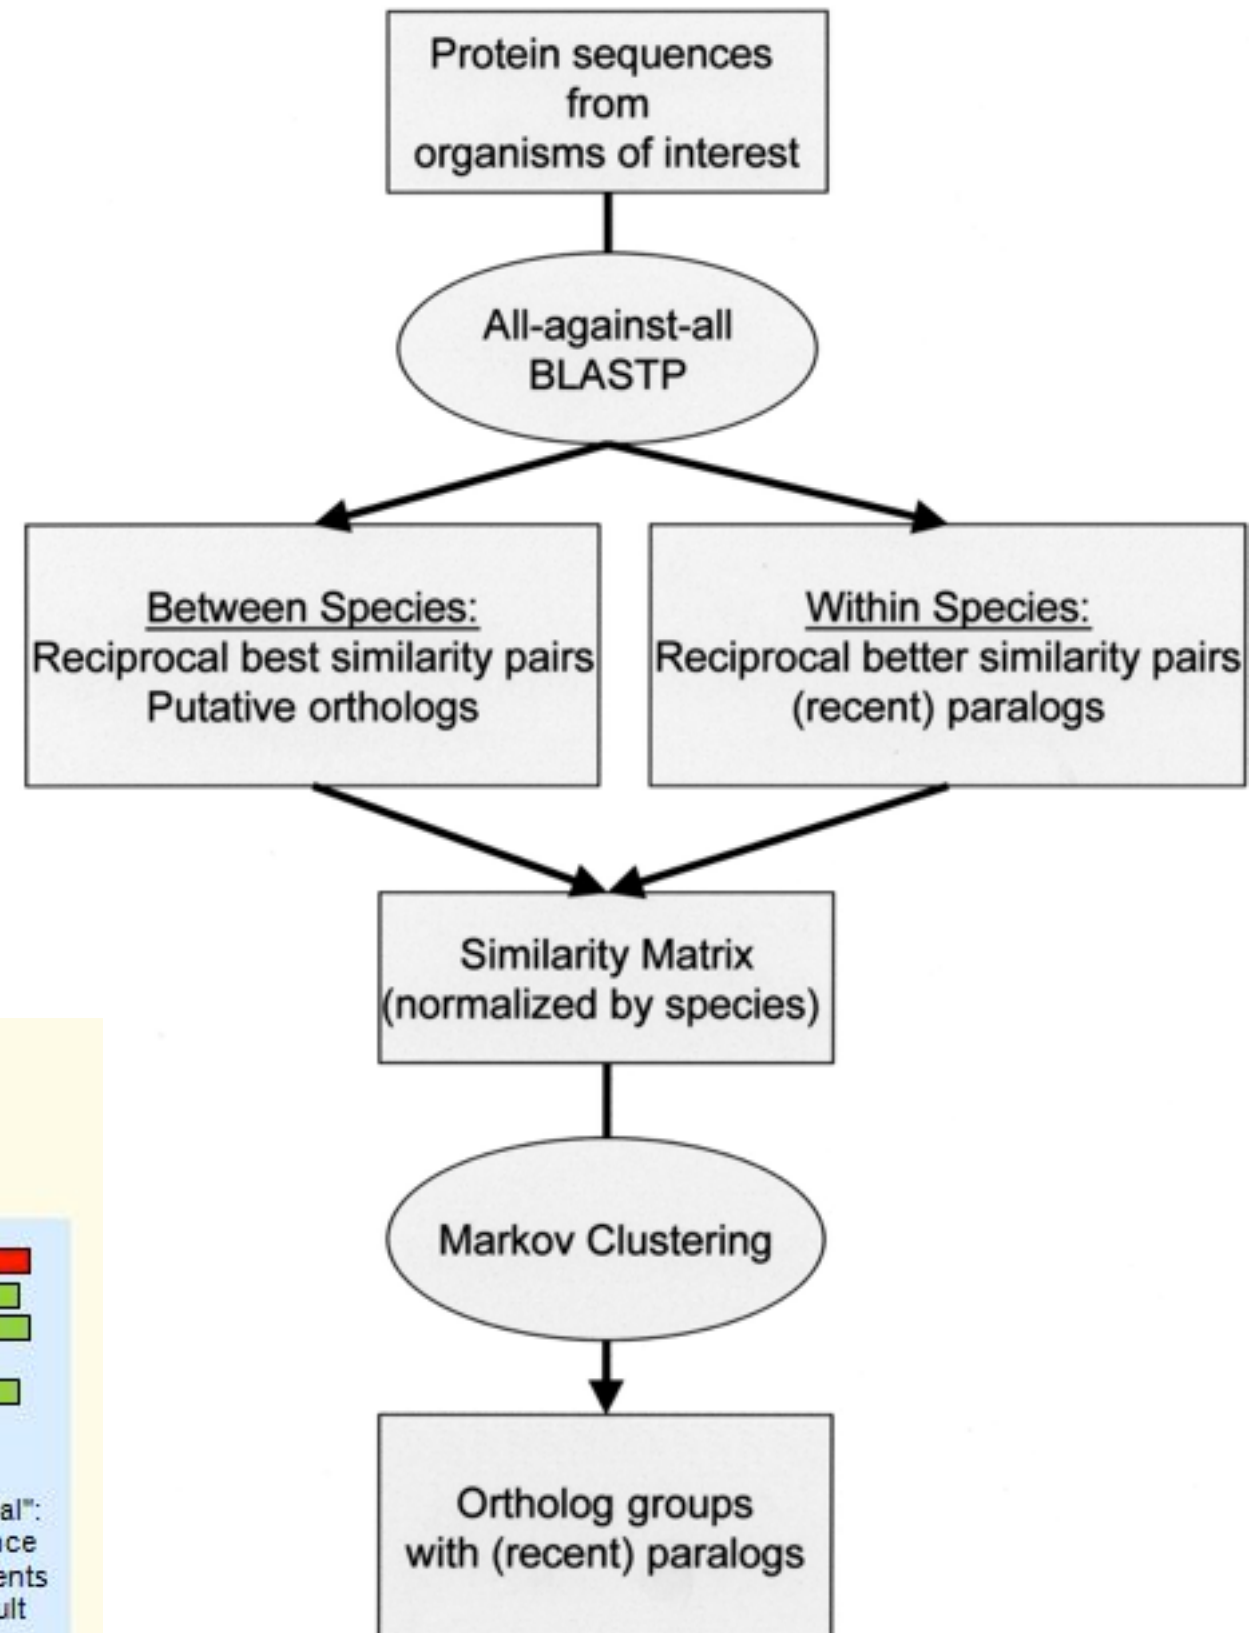 Protein sequences
from
organisms of interest
All-against-all
BLASTP
Between Species:
Reciprocal best similarity pairs
Putative orthologs
Within Species:
Reciprocal better similarity pairs
(recent) paralogs
Similarity Matrix
(normalized by species)
Markov Clustering
Ortholog groups
with (recent) paralogs